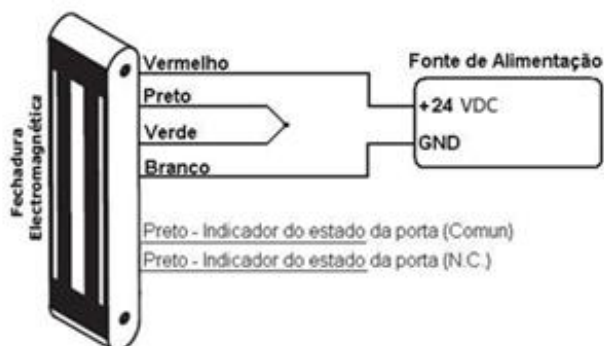 Fechadura
Electromagnética
Vermelho
Preto
Verde
Branco
Preto - Indicador do estado da porta (Comun)
Preto - Indicador do estado da porta (N.C.)
Fonte de Alimentação
+24 VDC
GND